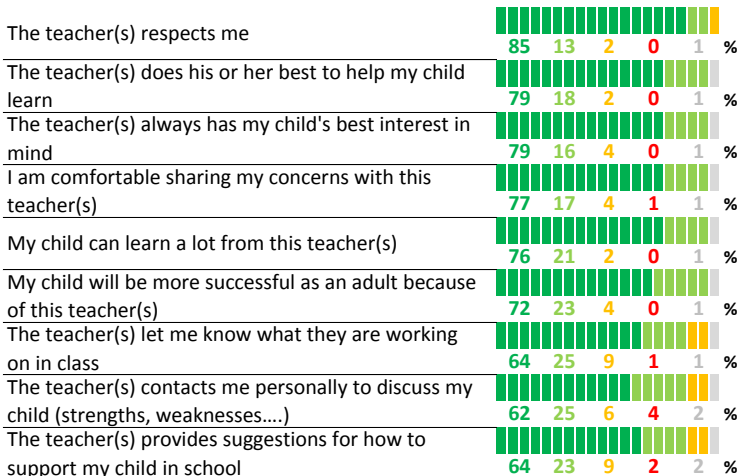 The teacher(s) respects me
85 13 2 0 1 %
The teacher(s) does his or her best to help my child
learn
79 18 2 0 1 %
The teacher(s) always has my child's best interest in
mind
79 16 4 0 1 %
I am comfortable sharing my concerns with this
teacher(s)
77 17 4 1 1 %
My child can learn a lot from this teacher(s)
76 21 2 0 1 %
My child will be more successful as an adult because
of this teacher(s)
72 23 4 0 1 %
The teacher(s) let me know what they are working
on in class
64 25 9 1 1 %
The teacher(s) contacts me personally to discuss my
child (strengths, weaknesses....)
62 25 6 4 2 %
The teacher(s) provides suggestions for how to
support my child in school
64 23 9 2 2 %